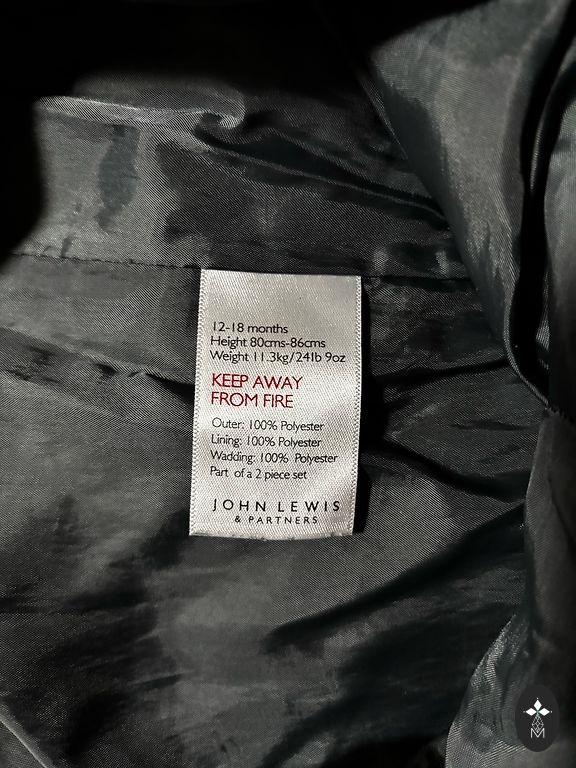 12-18 months
Height 80cms-86cms
Weight 11.3kg/24lb 9oz
KEEP AWAY
FROM FIRE
Outer: 100% Polyester
Lining: 100% Polyester
Wadding: 100% Polyester
Part of a 2 piece set
JOHN LEWIS
& PARTNERS
M